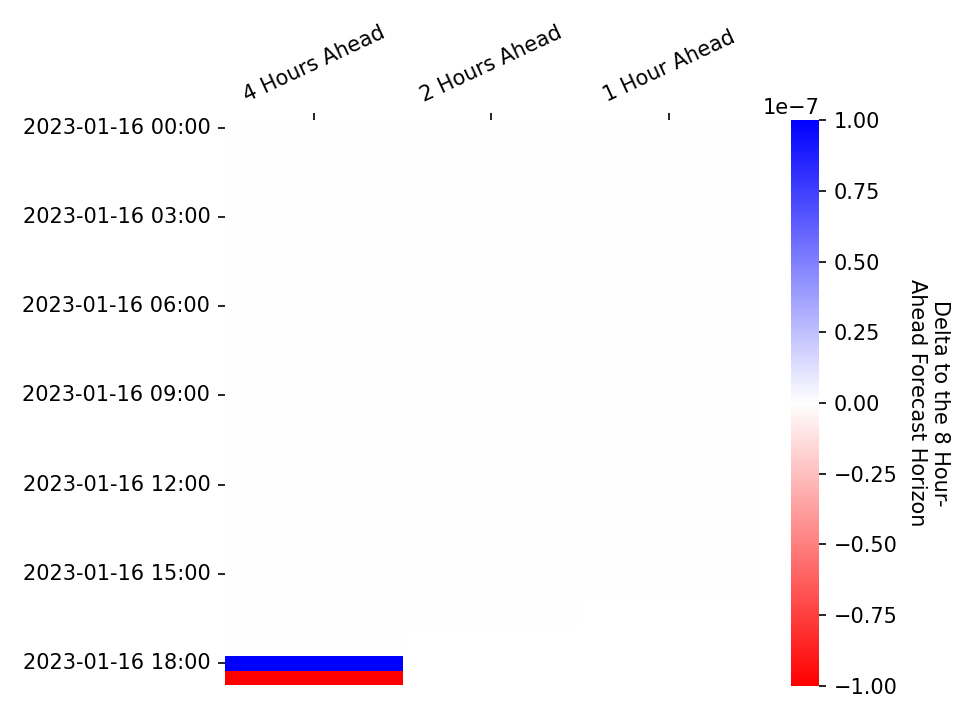 4 Hours Ahead
2 Hours Ahead
1 Hour Ahead
1e−7
2023-01-16 00:00
2023-01-16 03:00
2023-01-16 06:00
2023-01-16 09:00
2023-01-16 12:00
2023-01-16 15:00
2023-01-16 18:00
1.00
0.75
0.50
0.25
0.00
−0.25
−0.50
−0.75
−1.00
Delta to the 8 Hour-
Ahead Forecast Horizon